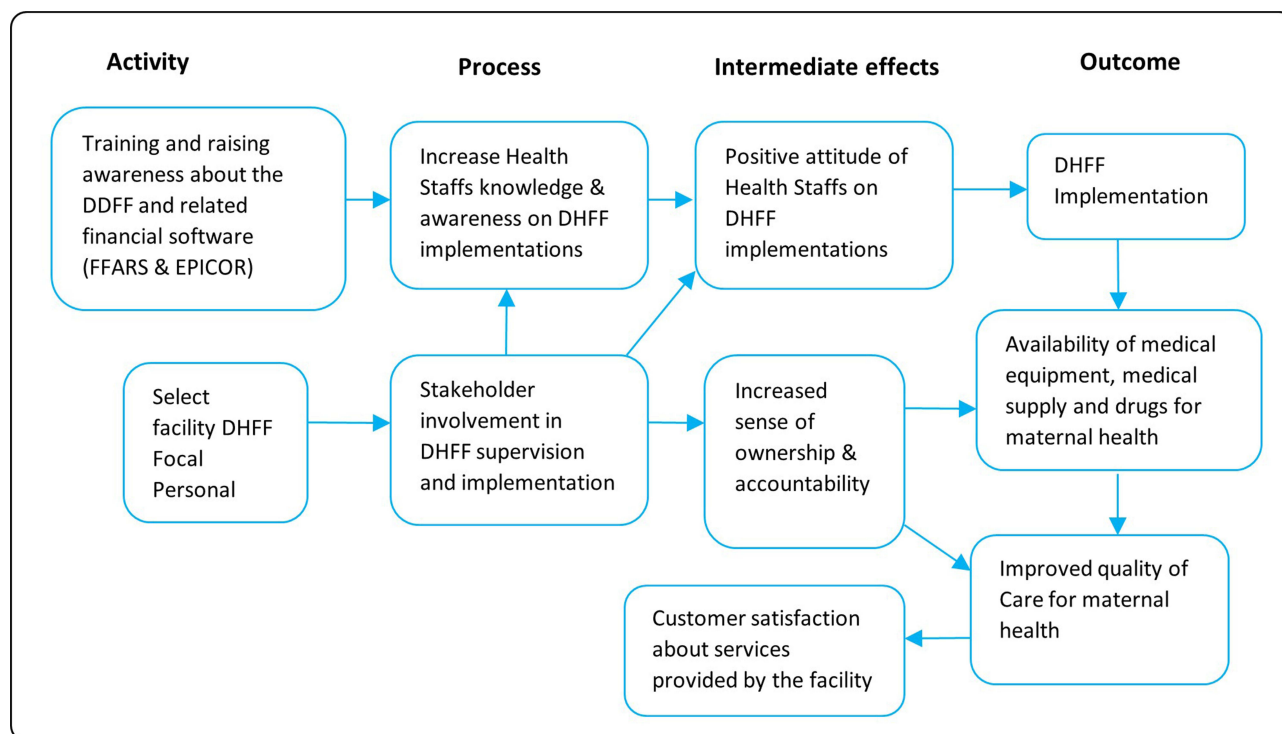 Activity
Process
Intermediate effects
Outcome
Training and raising
awareness about the
DDFF and related
financial software
(FFARS & EPICOR)
Increase Health
Staffs knowledge &
awareness on DHFF
implementations
Positive attitude of
Health Staffs on
DHFF
implementations
DHFF
Implementation
Select
facility DHFF
Focal
Personal
Stakeholder
involvement in
DHFF supervision
and implementation
Increased
sense of
ownership &
accountability
Availability of medical
equipment, medical
supply and drugs for
maternal health
Customer satisfaction
about services
provided by the facility
Improved quality of
Care for maternal
health